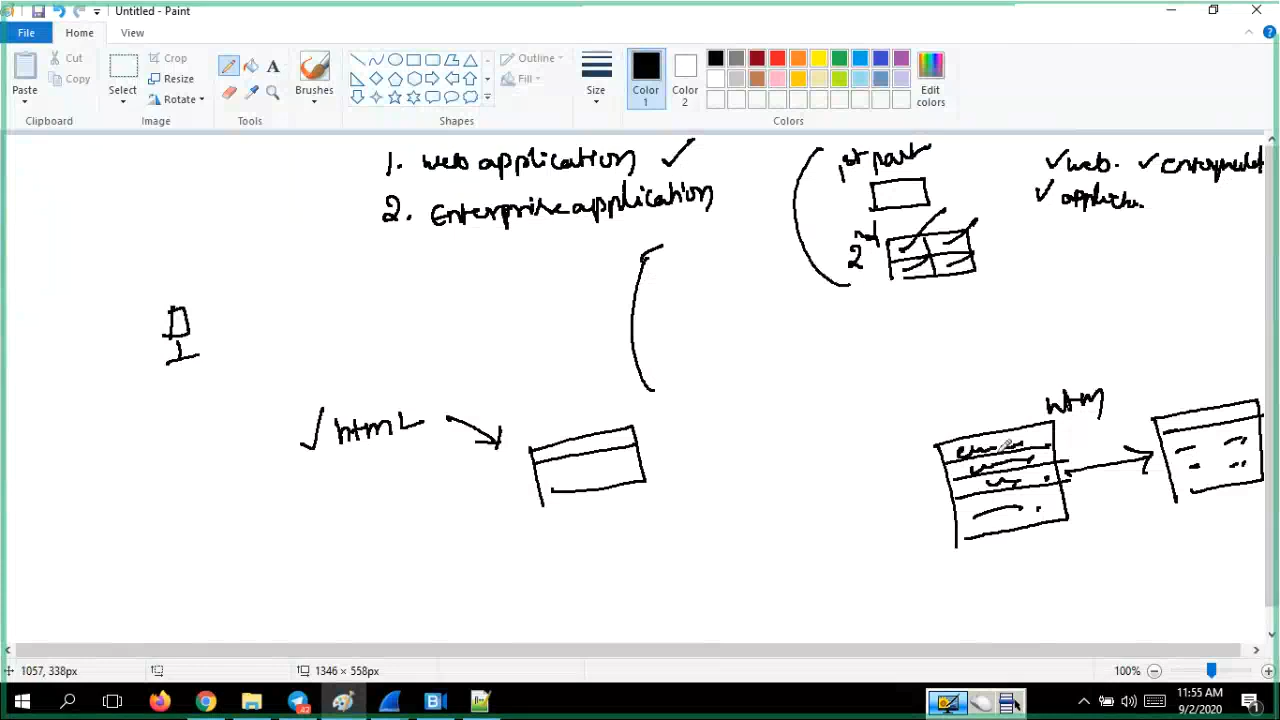 Untitled - Paint
File
Home
View
Paste
Cut
Copy
Clipboard
Select
Crop
Resize
Rotate
Image
Tools
Brushes
Outline
Fill
Shapes
Size
Color 1
Color 2
Edit colors
Colors
1. web application ✓
2. Enterprise application
1st part
2nd
✓ web. ✓
✓
✓ html
html
1057, 338px
1346 × 558px
100%
11:55 AM
9/2/2020